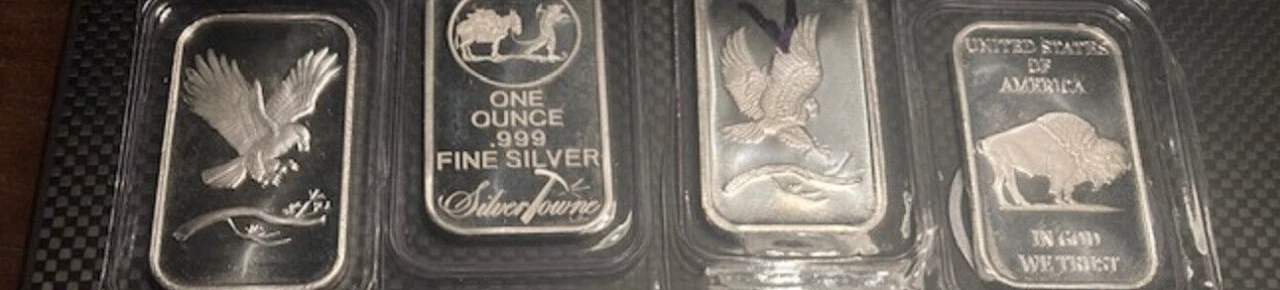 ONE
OUNCE
.999
FINE SILVER
SilverTowne
UNITED STATES
OF
AMERICA
IN GOD
WE TRUST